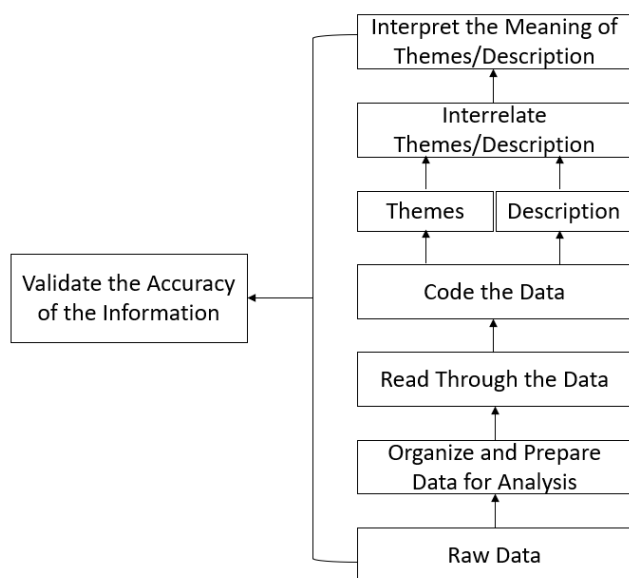 Interpret the Meaning of
Themes/Description
Interrelate
Themes/Description
Themes
Description
Validate the Accuracy
of the Information
Code the Data
Read Through the Data
Organize and Prepare
Data for Analysis
Raw Data